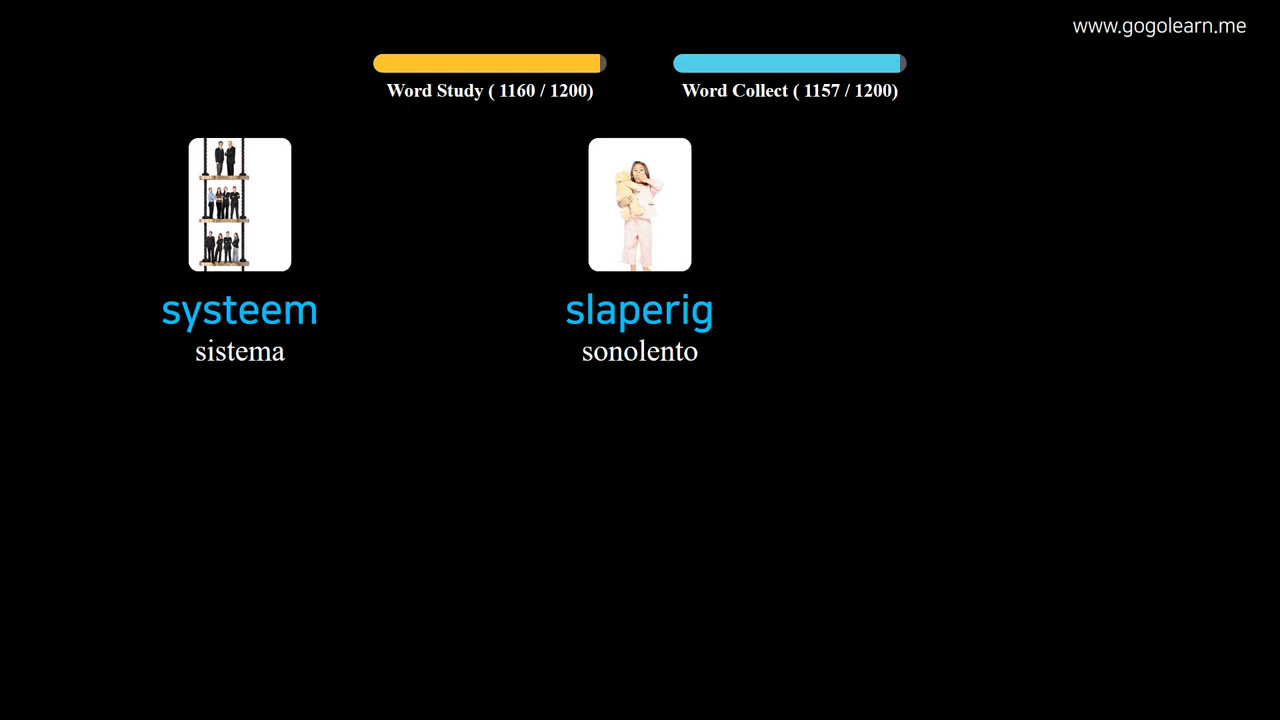 www.gogolearn.me
Word Study ( 1160 / 1200)
Word Collect ( 1157 / 1200)
systeem
sistema
slaperig
sonolento